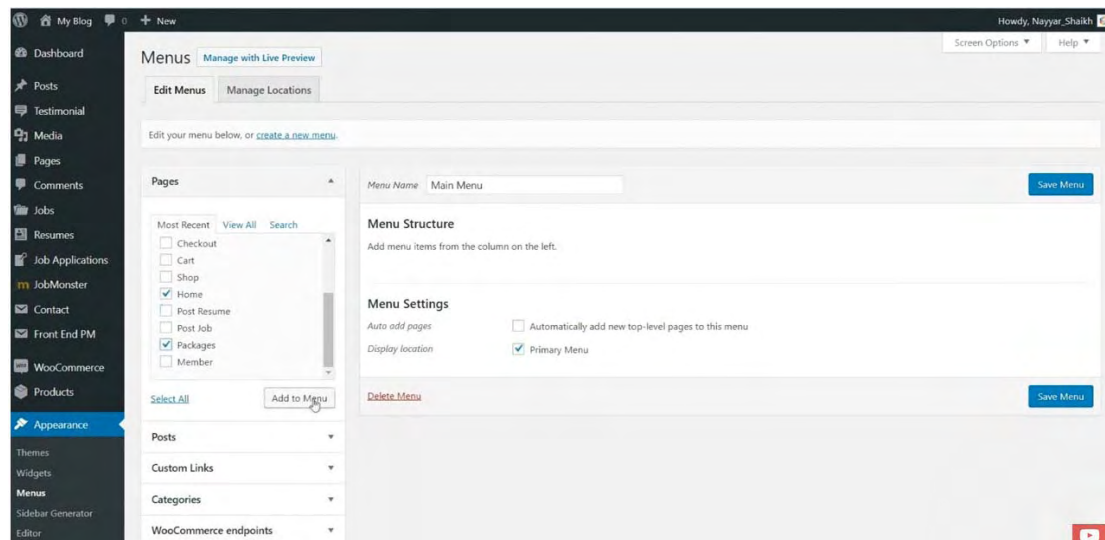 My Blog 0 + New
Howdy, Nayyar_Shaikh
Screen Options ▼
Help ▼
Dashboard
Posts
Testimonial
Media
Pages
Comments
Jobs
Resumes
Job Applications
JobMonster
Contact
Front End PM
WooCommerce
Products
Appearance
Themes
Widgets
Menus
Sidebar Generator
Editor
Menus
Manage with Live Preview
Edit Menus
Manage Locations
Edit your menu below, or create a new menu.
Pages
Most Recent View All Search
Checkout
Cart
Shop
Home
Post Resume
Post Job
Packages
Member
Select All
Add to Menu
Posts
Custom Links
Categories
WooCommerce endpoints
Menu Name Main Menu
Save Menu
Menu Structure
Add menu items from the column on the left.
Menu Settings
Auto add pages
Automatically add new top-level pages to this menu
Display location
Primary Menu
Delete Menu
Save Menu